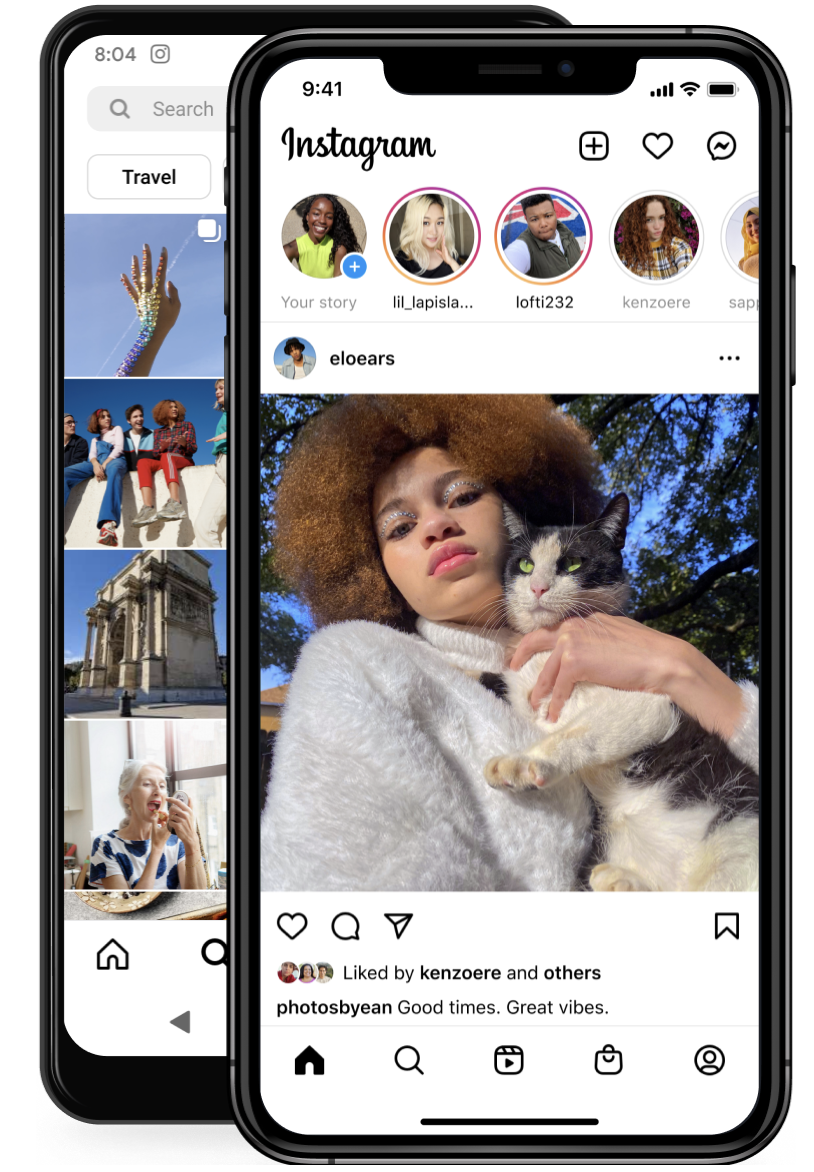 8:04
Search
Travel
9:41
Instagram
Your story
lil_lapisla...
lofti232
kenzoere
sapp
eloears
Liked by kenzoere and others
photosbyean Good times. Great vibes.